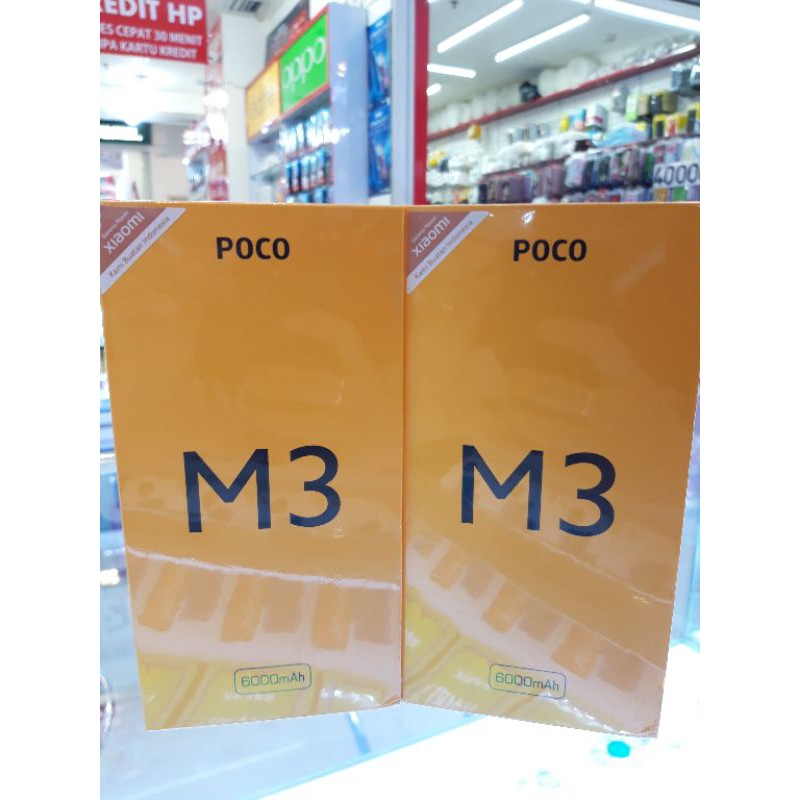 EDIT HP
ES CEPAT 30 MENIT
PA KARTU KREDIT
oppo
4000
xiaomi
Kami Buatan Indonesia
POCO
M3
6000mAh
xiaomi
Kami Buatan Indonesia
POCO
M3
6000mAh